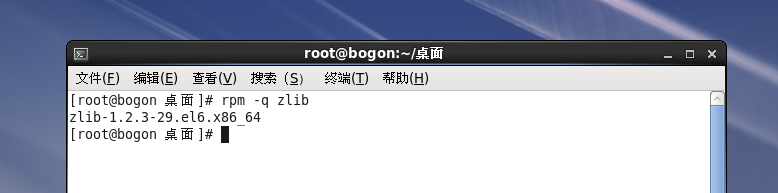 root@bogon:~/桌面
文件(F) 编辑(E) 查看(V) 搜索（S） 终端(T) 帮助(H)
[root@bogon 桌面]# rpm -q zlib
zlib-1.2.3-29.el6.x86_64
[root@bogon 桌面]#